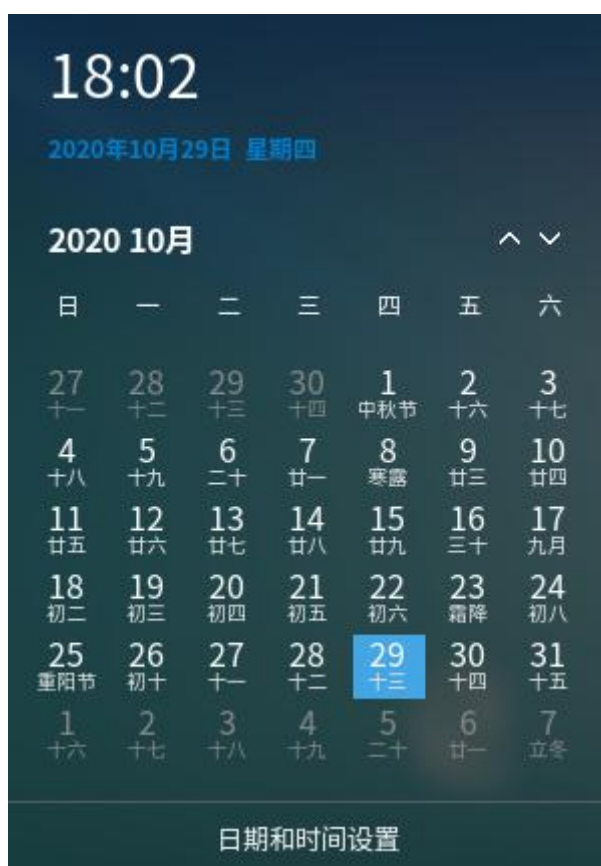 18:02
2020年10月29日 星期四
2020 10月
日 一 二 三 四 五 六
27 28 29 30 1 2 3
十一 十二 十三 十四 中秋节 十六 十七
4 5 6 7 8 9 10
十八 十九 二十 廿一 寒露 廿三 廿四
11 12 13 14 15 16 17
廿五 廿六 廿七 廿八 廿九 三十 九月
18 19 20 21 22 23 24
初二 初三 初四 初五 初六 霜降 初八
25 26 27 28 29 30 31
重阳节 初十 十一 十二 十三 十四 十五
1 2 3 4 5 6 7
十六 十七 十八 十九 二十 廿一 立冬
日期和时间设置